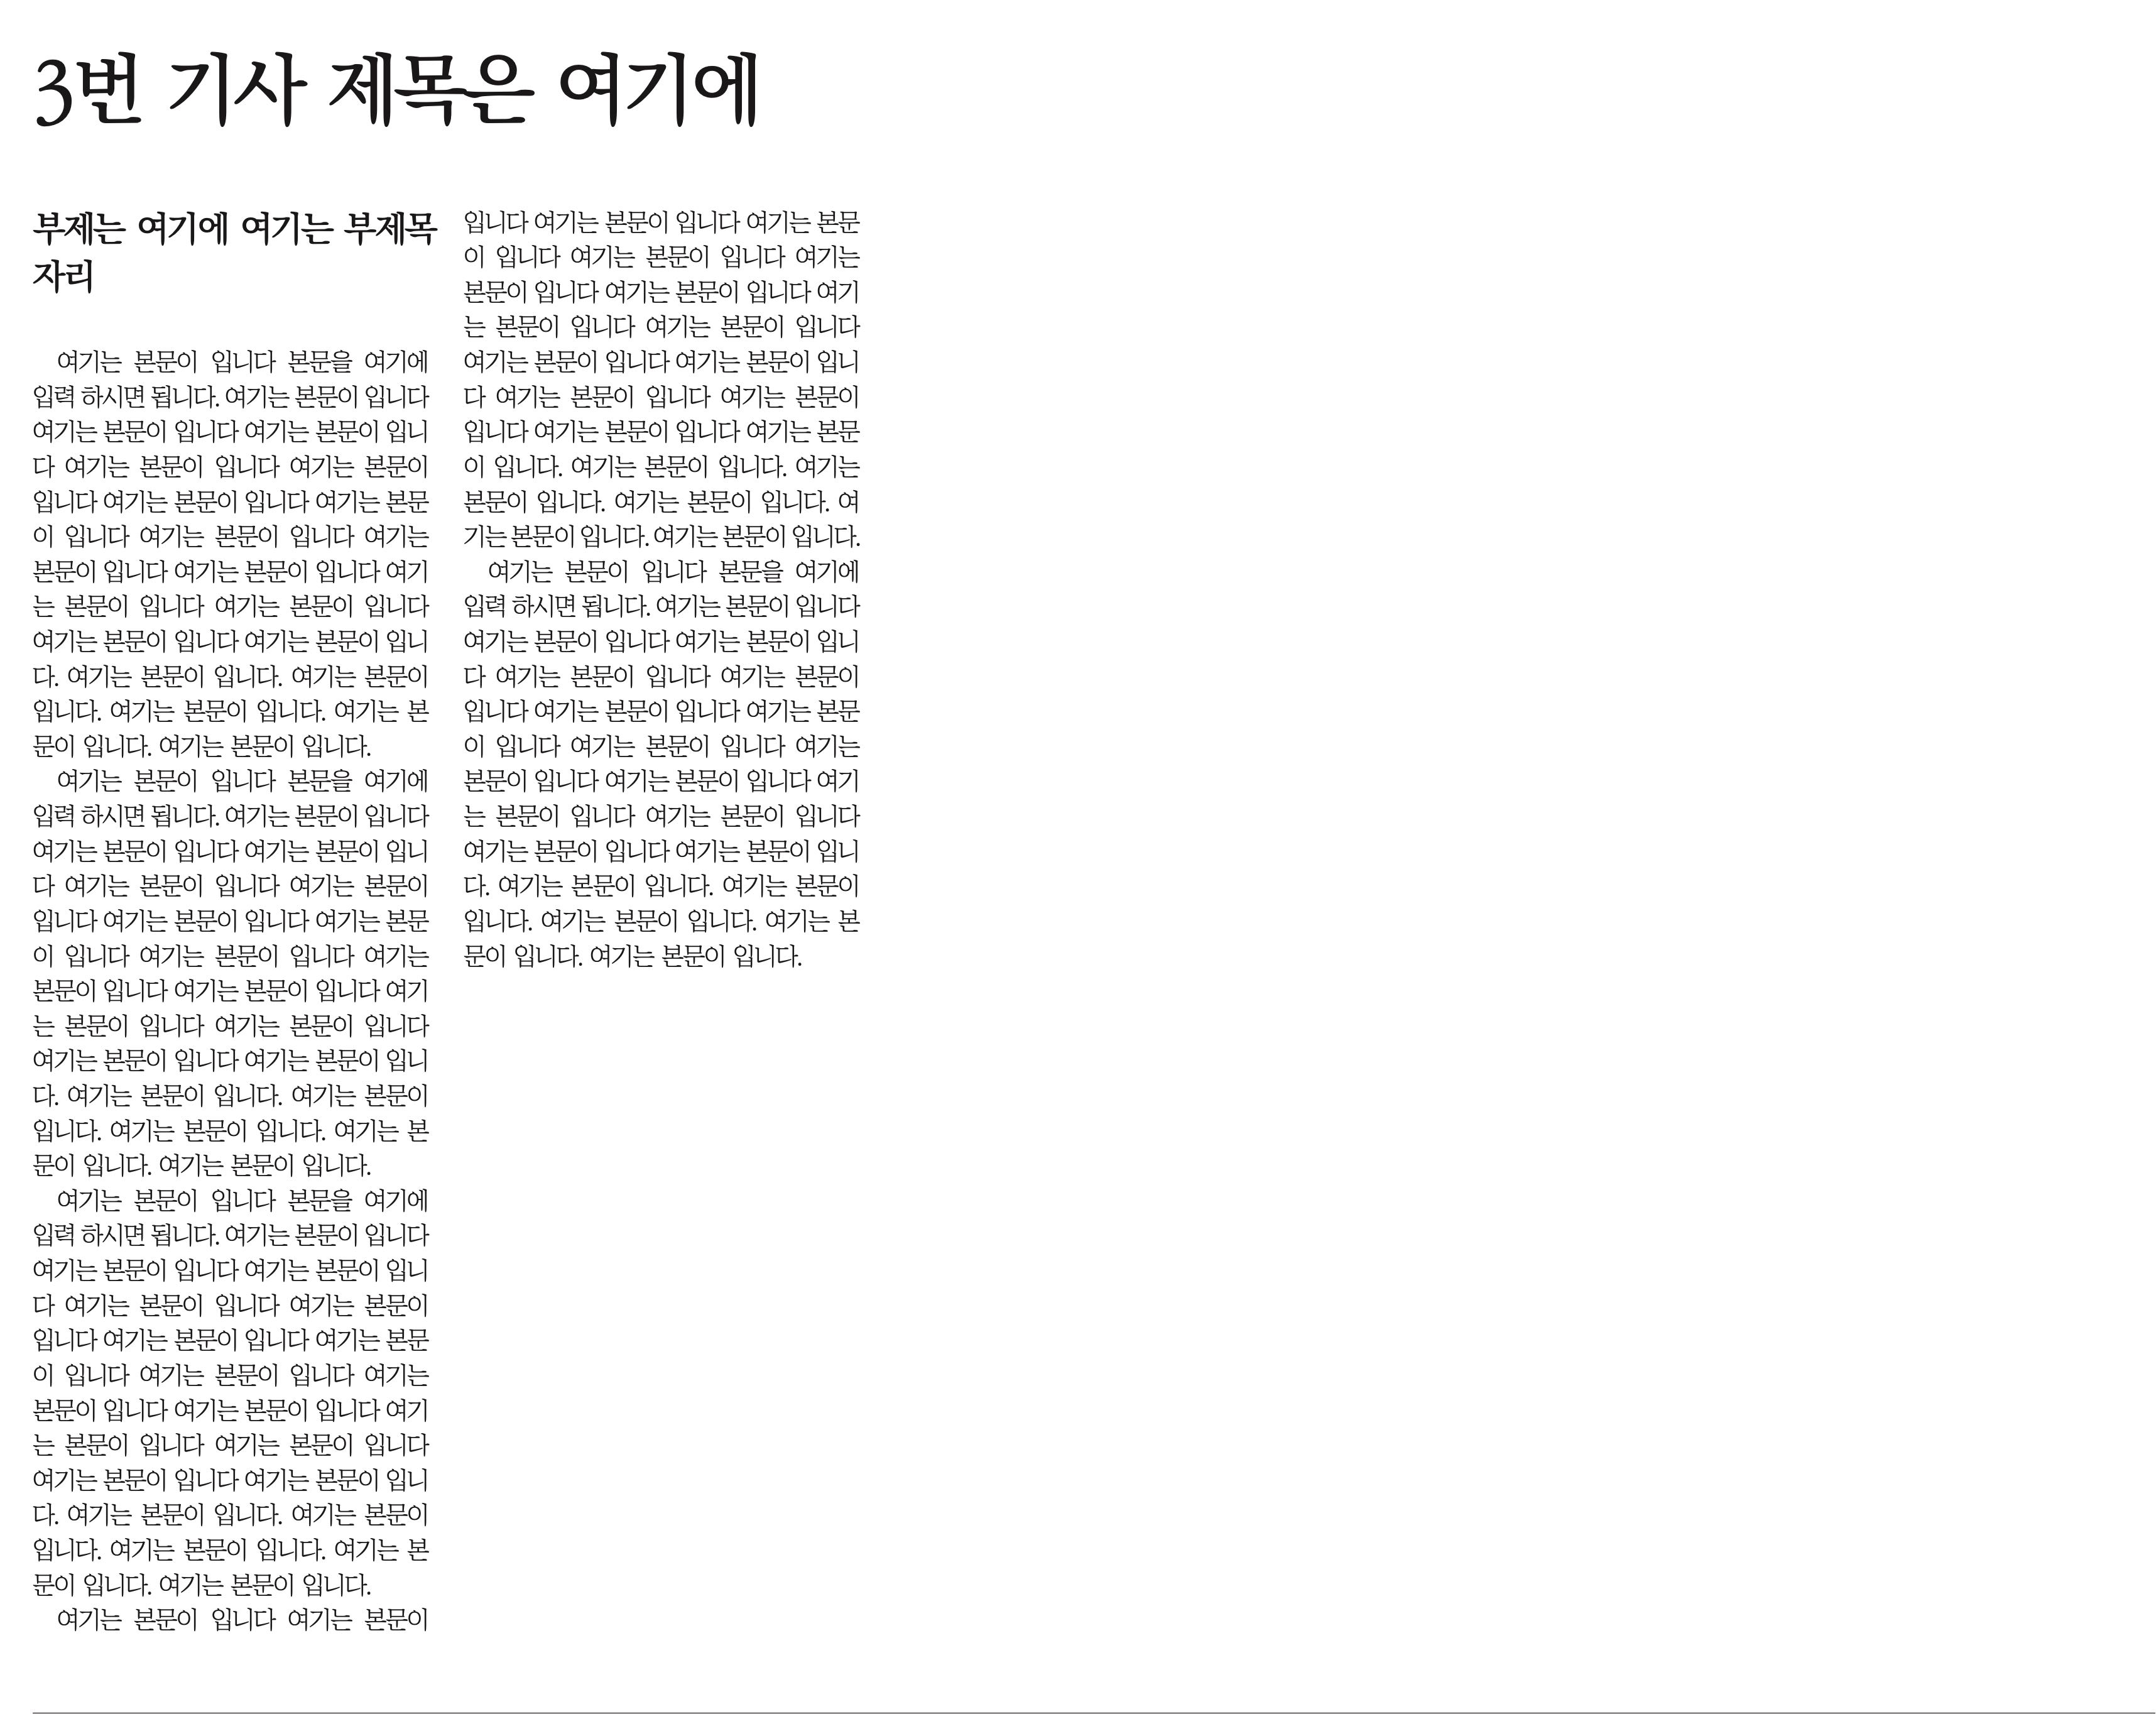 3번 기사 제목은 여기에
부제는 여기에 여기는 부제목
자리
여기는 본문이 입니다 본문을 여기에
입력 하시면 됩니다. 여기는 본문이 입니다
여기는 본문이 입니다 여기는 본문이 입니
다 여기는 본문이 입니다 여기는 본문이
입니다 여기는 본문이 입니다 여기는 본문
이 입니다 여기는 본문이 입니다 여기는
본문이 입니다 여기는 본문이 입니다 여기
는 본문이 입니다 여기는 본문이 입니다
여기는 본문이 입니다 여기는 본문이 입니
다. 여기는 본문이 입니다. 여기는 본문이
입니다. 여기는 본문이 입니다. 여기는 본
문이 입니다. 여기는 본문이 입니다.
여기는 본문이 입니다 본문을 여기에
입력 하시면 됩니다. 여기는 본문이 입니다
여기는 본문이 입니다 여기는 본문이 입니
다 여기는 본문이 입니다 여기는 본문이
입니다 여기는 본문이 입니다 여기는 본문
이 입니다 여기는 본문이 입니다 여기는
본문이 입니다 여기는 본문이 입니다 여기
는 본문이 입니다 여기는 본문이 입니다
여기는 본문이 입니다 여기는 본문이 입니
다. 여기는 본문이 입니다. 여기는 본문이
입니다. 여기는 본문이 입니다. 여기는 본
문이 입니다. 여기는 본문이 입니다.
여기는 본문이 입니다 본문을 여기에
입력 하시면 됩니다. 여기는 본문이 입니다
여기는 본문이 입니다 여기는 본문이 입니
다 여기는 본문이 입니다 여기는 본문이
입니다 여기는 본문이 입니다 여기는 본문
이 입니다 여기는 본문이 입니다 여기는
본문이 입니다 여기는 본문이 입니다 여기
는 본문이 입니다 여기는 본문이 입니다
여기는 본문이 입니다 여기는 본문이 입니
다. 여기는 본문이 입니다. 여기는 본문이
입니다. 여기는 본문이 입니다. 여기는 본
문이 입니다. 여기는 본문이 입니다.
여기는 본문이 입니다 여기는 본문이
입니다 여기는 본문이 입니다 여기는 본문
이 입니다 여기는 본문이 입니다 여기는
본문이 입니다 여기는 본문이 입니다 여기
는 본문이 입니다 여기는 본문이 입니다
여기는 본문이 입니다 여기는 본문이 입니
다 여기는 본문이 입니다 여기는 본문이
입니다 여기는 본문이 입니다 여기는 본문
이 입니다. 여기는 본문이 입니다. 여기는
본문이 입니다. 여기는 본문이 입니다. 여
기는 본문이 입니다. 여기는 본문이 입니다.
여기는 본문이 입니다 본문을 여기에
입력 하시면 됩니다. 여기는 본문이 입니다
여기는 본문이 입니다 여기는 본문이 입니
다 여기는 본문이 입니다 여기는 본문이
입니다 여기는 본문이 입니다 여기는 본문
이 입니다 여기는 본문이 입니다 여기는
본문이 입니다 여기는 본문이 입니다 여기
는 본문이 입니다 여기는 본문이 입니다
여기는 본문이 입니다 여기는 본문이 입니
다. 여기는 본문이 입니다. 여기는 본문이
입니다. 여기는 본문이 입니다. 여기는 본
문이 입니다. 여기는 본문이 입니다.